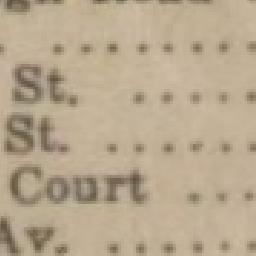 . . . . . . . . .
St. . . . . .
St. . . . . . .
Court . . .
Av. . . . . . .